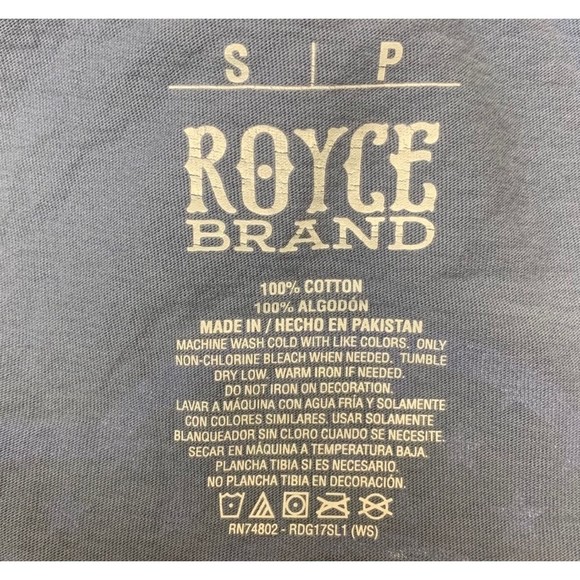 S | P
ROYCE
BRAND
100% COTTON
100% ALGODÓN
MADE IN / HECHO EN PAKISTAN
MACHINE WASH COLD WITH LIKE COLORS. ONLY
NON-CHLORINE BLEACH WHEN NEEDED. TUMBLE
DRY LOW. WARM IRON IF NEEDED.
DO NOT IRON ON DECORATION.
LAVAR A MÁQUINA CON AGUA FRÍA Y SOLAMENTE
CON COLORES SIMILARES. USAR SOLAMENTE
BLANQUEADOR SIN CLORO CUANDO SE NECESITE.
SECAR EN MÁQUINA A TEMPERATURA BAJA.
PLANCHA TIBIA SI ES NECESARIO.
NO PLANCHA TIBIA EN DECORACIÓN.
RN74802 - RDG17SL1 (WS)